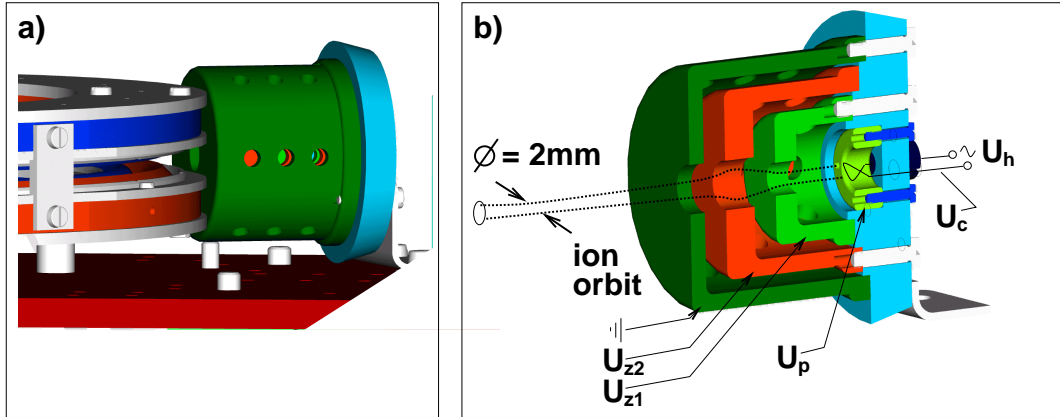 a)
b)
Ø = 2mm
ion
orbit
U_h
U_c
U_p
U_z2
U_z1